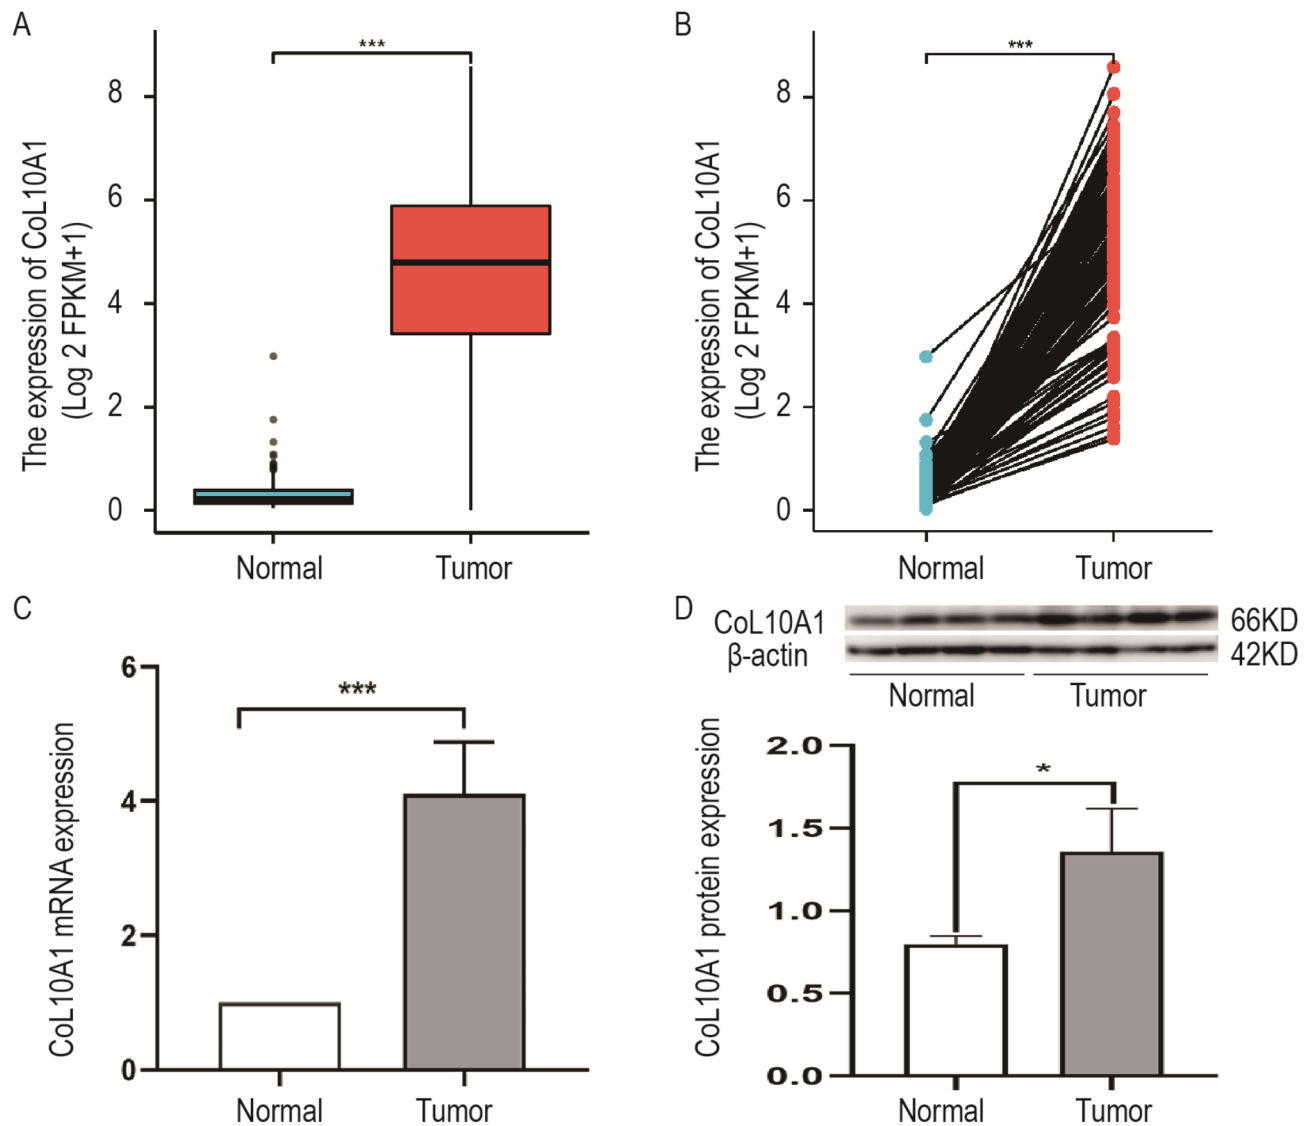 A
The expression of CoL10A1
(Log 2 FPKM+1)
8
6
4
2
0
***
Normal
Tumor
B
The expression of CoL10A1
(Log 2 FPKM+1)
8
6
4
2
0
***
Normal
Tumor
C
CoL10A1 mRNA expression
6
4
2
0
***
Normal
Tumor
D
CoL10A1
66KD
β-actin
42KD
Normal
Tumor
CoL10A1 protein expression
2.0
1.5
1.0
0.5
0.0
*
Normal
Tumor